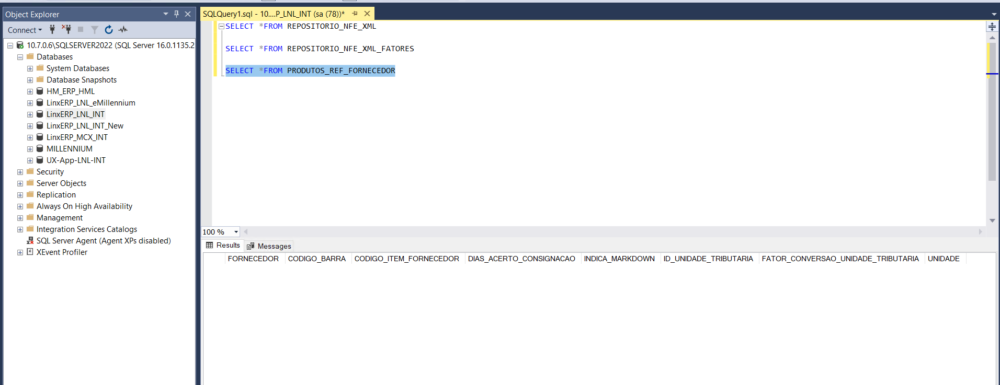 Object Explorer
Connect
10.7.0.6\SQLSERVER2022 (SQL Server 16.0.1135.2
Databases
System Databases
Database Snapshots
HM_ERP_HML
LinxERP_LNL_eMillennium
LinxERP_LNL_INT
LinxERP_LNL_INT_New
LinxERP_MCX_INT
MILLENNIUM
UX-App-LNL-INT
Security
Server Objects
Replication
Always On High Availability
Management
Integration Services Catalogs
SQL Server Agent (Agent XPs disabled)
XEvent Profiler
SQLQuery1.sql - 10....P_LNL_INT (sa (78))*
SELECT *FROM REPOSITORIO_NFE_XML
SELECT *FROM REPOSITORIO_NFE_XML_FATORES
SELECT *FROM PRODUTOS_REF_FORNECEDOR
100 %
Results Messages
FORNECEDOR CODIGO_BARRA CODIGO_ITEM_FORNECEDOR DIAS_ACERTO_CONSIGNACAO INDICA_MARKDOWN ID_UNIDADE_TRIBUTARIA FATOR_CONVERSAO_UNIDADE_TRIBUTARIA UNIDADE